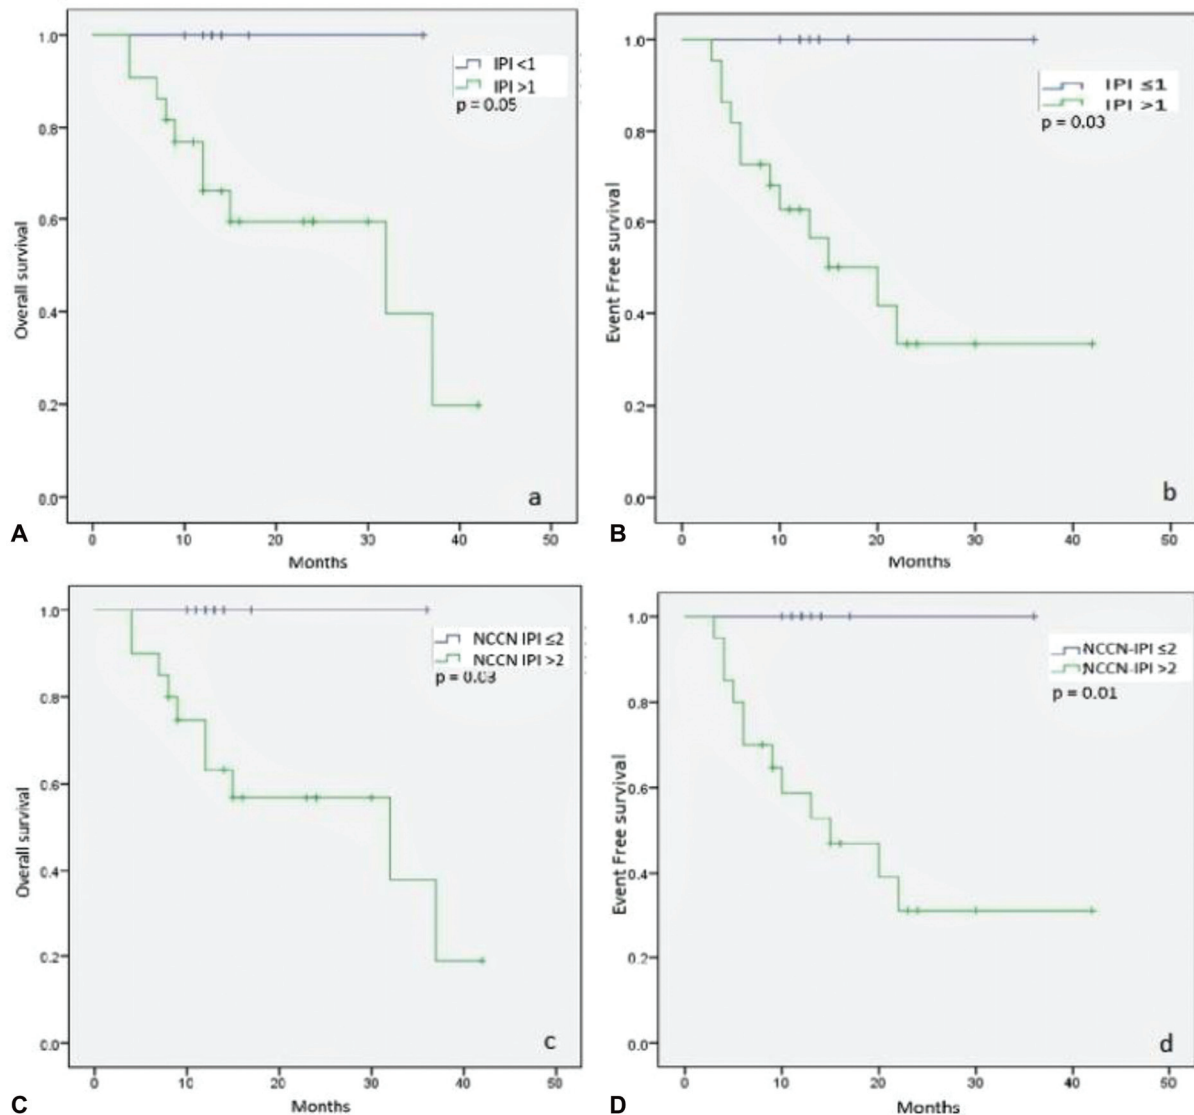 1.0
0.8
0.6
0.4
0.2
0.0
Overall survival
IPI <1
IPI >1
p = 0.05
a
0 10 20 30 40 50
Months
A
1.0
0.8
0.6
0.4
0.2
0.0
Event Free survival
IPI ≤1
IPI >1
p = 0.03
b
0 10 20 30 40 50
Months
B
1.0
0.8
0.6
0.4
0.2
0.0
Overall survival
NCCN IPI ≤2
NCCN IPI >2
p = 0.03
c
0 10 20 30 40 50
Months
C
1.0
0.8
0.6
0.4
0.2
0.0
Event Free survival
NCCN-IPI ≤2
NCCN-IPI >2
p = 0.01
d
0 10 20 30 40 50
Months
D